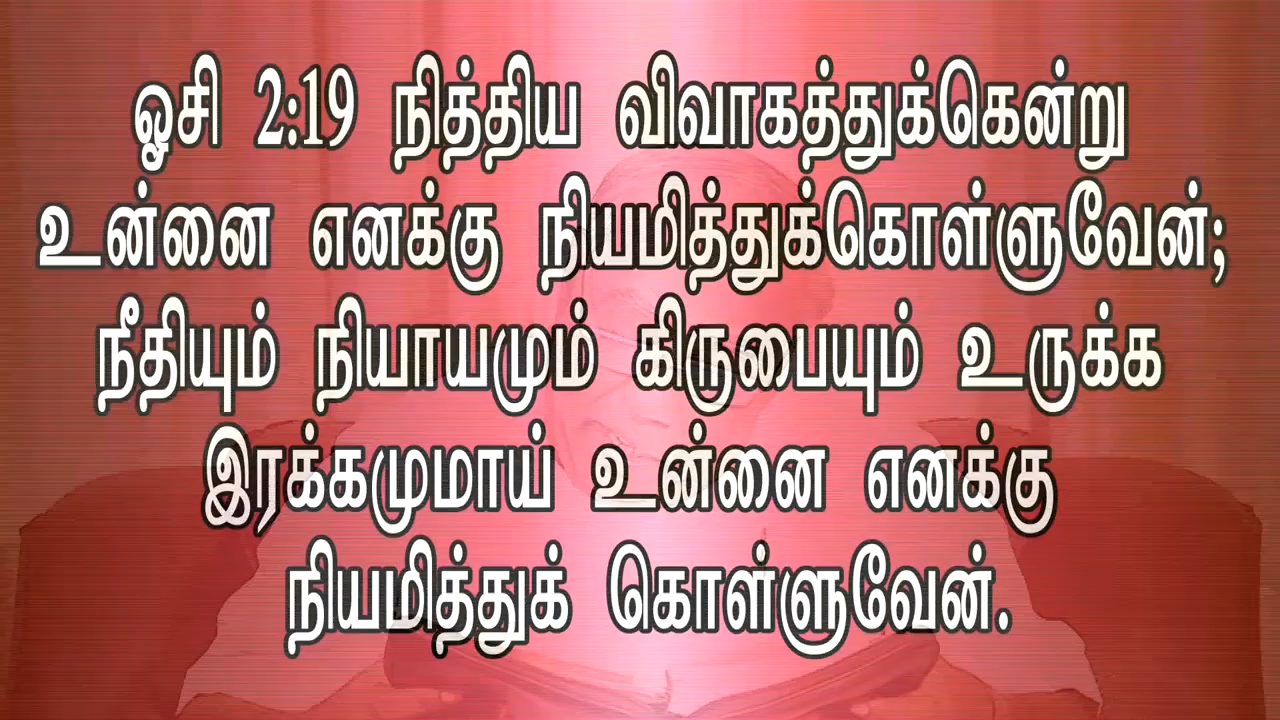 ஓசி 2:19 நித்திய விவாகத்துக்கென்று
உன்னை எனக்கு நியமித்துக்கொள்ளுவேன்;
நீதியும் நியாயமும் கிருபையும் உருக்க
இரக்கமுமாய் உன்னை எனக்கு
நியமித்துக் கொள்ளுவேன்.